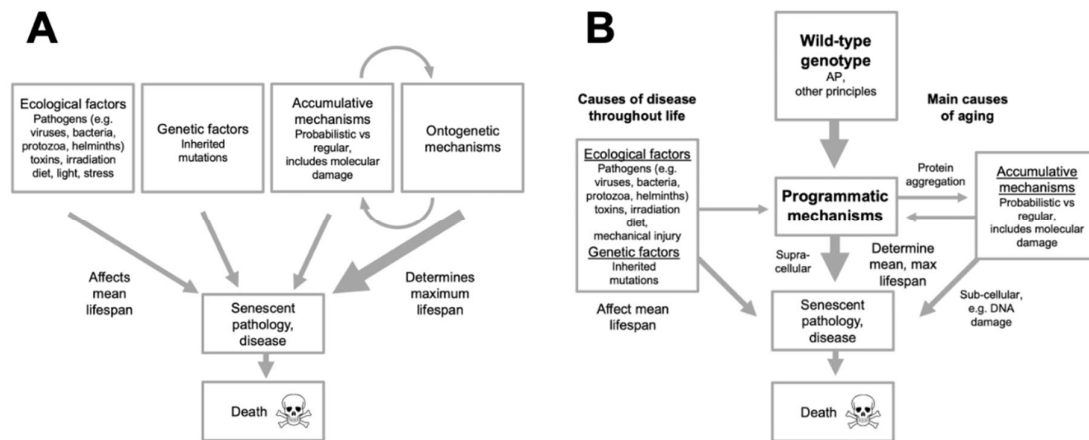 A
Ecological factors
Pathogens (e.g.
viruses, bacteria,
protozoa, helminths)
toxins, irradiation
diet, light, stress
Genetic factors
Inherited
mutations
Accumulative
mechanisms
Probabilistic vs
regular,
includes molecular
damage
Ontogenetic
mechanisms
Affects
mean
lifespan
Determines
maximum
lifespan
Senescent
pathology,
disease
Death
B
Wild-type
genotype
AP,
other principles
Causes of disease
throughout life
Main causes
of aging
Ecological factors
Pathogens (e.g.
viruses, bacteria,
protozoa, helminths)
toxins, irradiation
diet,
mechanical injury
Genetic factors
Inherited
mutations
Affect mean
lifespan
Programmatic
mechanisms
Protein
aggregation
Accumulative
mechanisms
Probabilistic vs
regular,
includes molecular
damage
Supra-
cellular
Determine
mean, max
lifespan
Sub-cellular,
e.g. DNA
damage
Senescent
pathology,
disease
Death